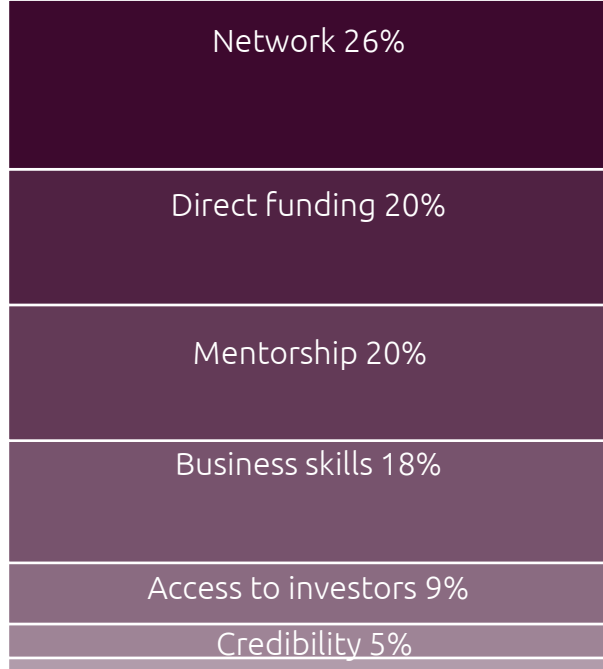 Network 26%
Direct funding 20%
Mentorship 20%
Business skills 18%
Access to investors 9%
Credibility 5%